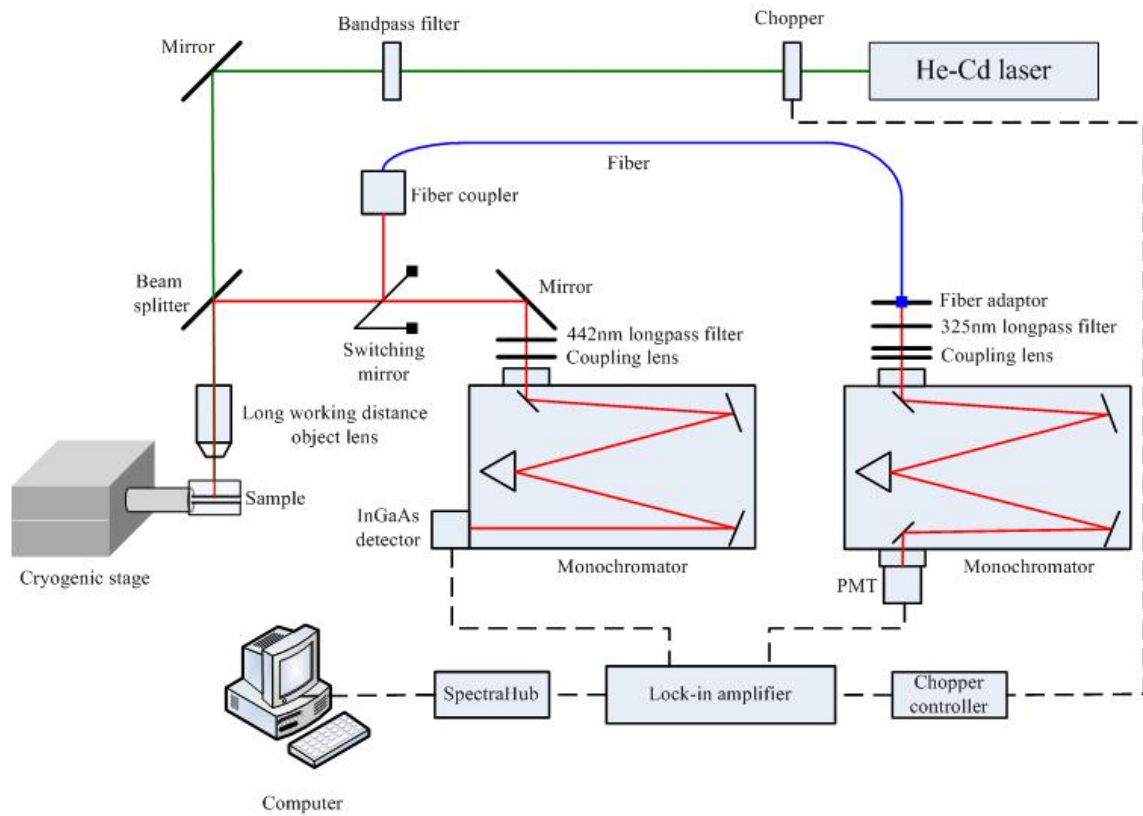 Chopper
Bandpass filter
Mirror
He-Cd laser
Fiber
Fiber coupler
Beam
splitter
Mirror
Fiber adaptor
442nm longpass filter
325nm longpass filter
Switching
mirror
Coupling lens
Coupling lens
Long working distance
object lens
Sample
InGaAs
detector
Cryogenic stage
Monochromator
Monochromator
PMT
SpectraHub
Lock-in amplifier
Chopper
controller
Computer